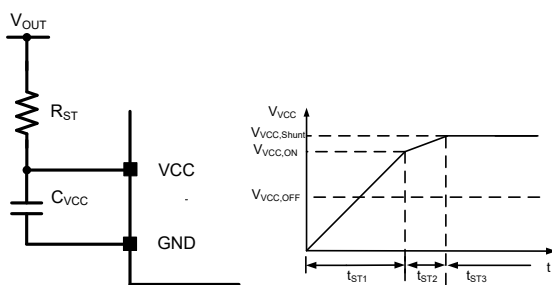 VOUT
RST
VCC
CVCC
GND
VVCC
VVCC,Shunt
VVCC,ON
VVCC,OFF
tST1
tST2
tST3
t